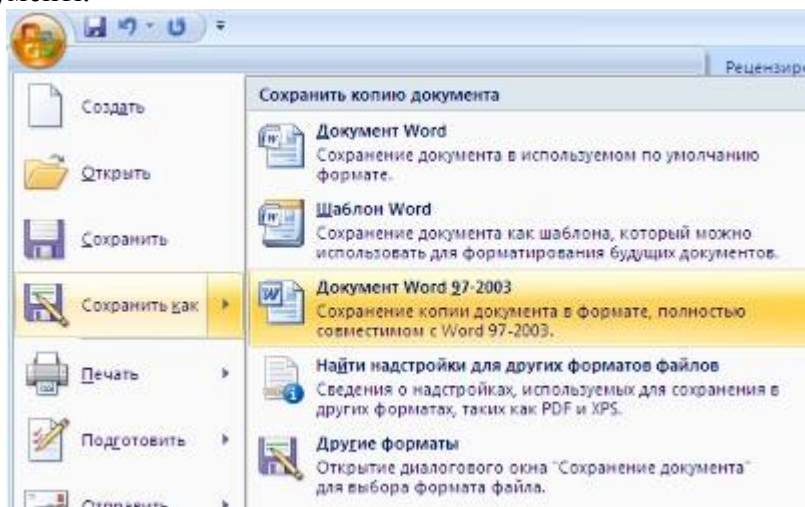 Рецензир
Создать
Открыть
Сохранить
Сохранить как
Печать
Подготовить
Отправить
Сохранить копию документа
Документ Word
Сохранение документа в используемом по умолчанию
формате.
Шаблон Word
Сохранение документа как шаблона, который можно
использовать для форматирования будущих документов.
Документ Word 97-2003
Сохранение копии документа в формате, полностью
совместимом с Word 97-2003.
Найти надстройки для других форматов файлов
Сведения о надстройках, используемых для сохранения в
других форматах, таких как PDF и XPS.
Другие форматы
Открытие диалогового окна "Сохранение документа"
для выбора формата файла.